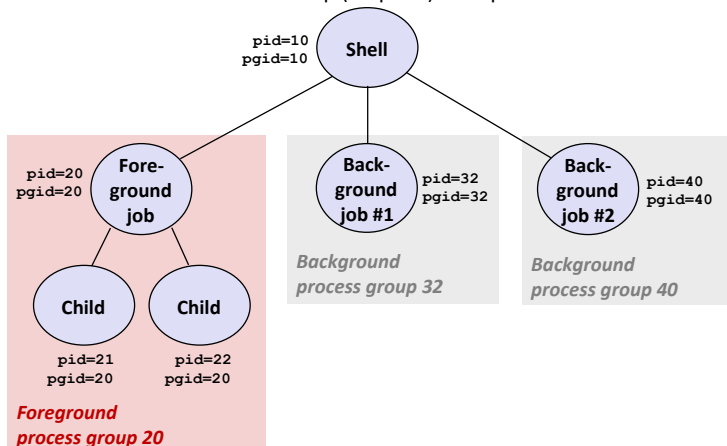 pid=10
pgid=10
Shell
pid=20
pgid=20
Fore-
ground
job
Back-
ground
job #1
pid=32
pgid=32
Back-
ground
job #2
pid=40
pgid=40
Background
process group 32
Background
process group 40
Child
Child
pid=21
pgid=20
pid=22
pgid=20
Foreground
process group 20